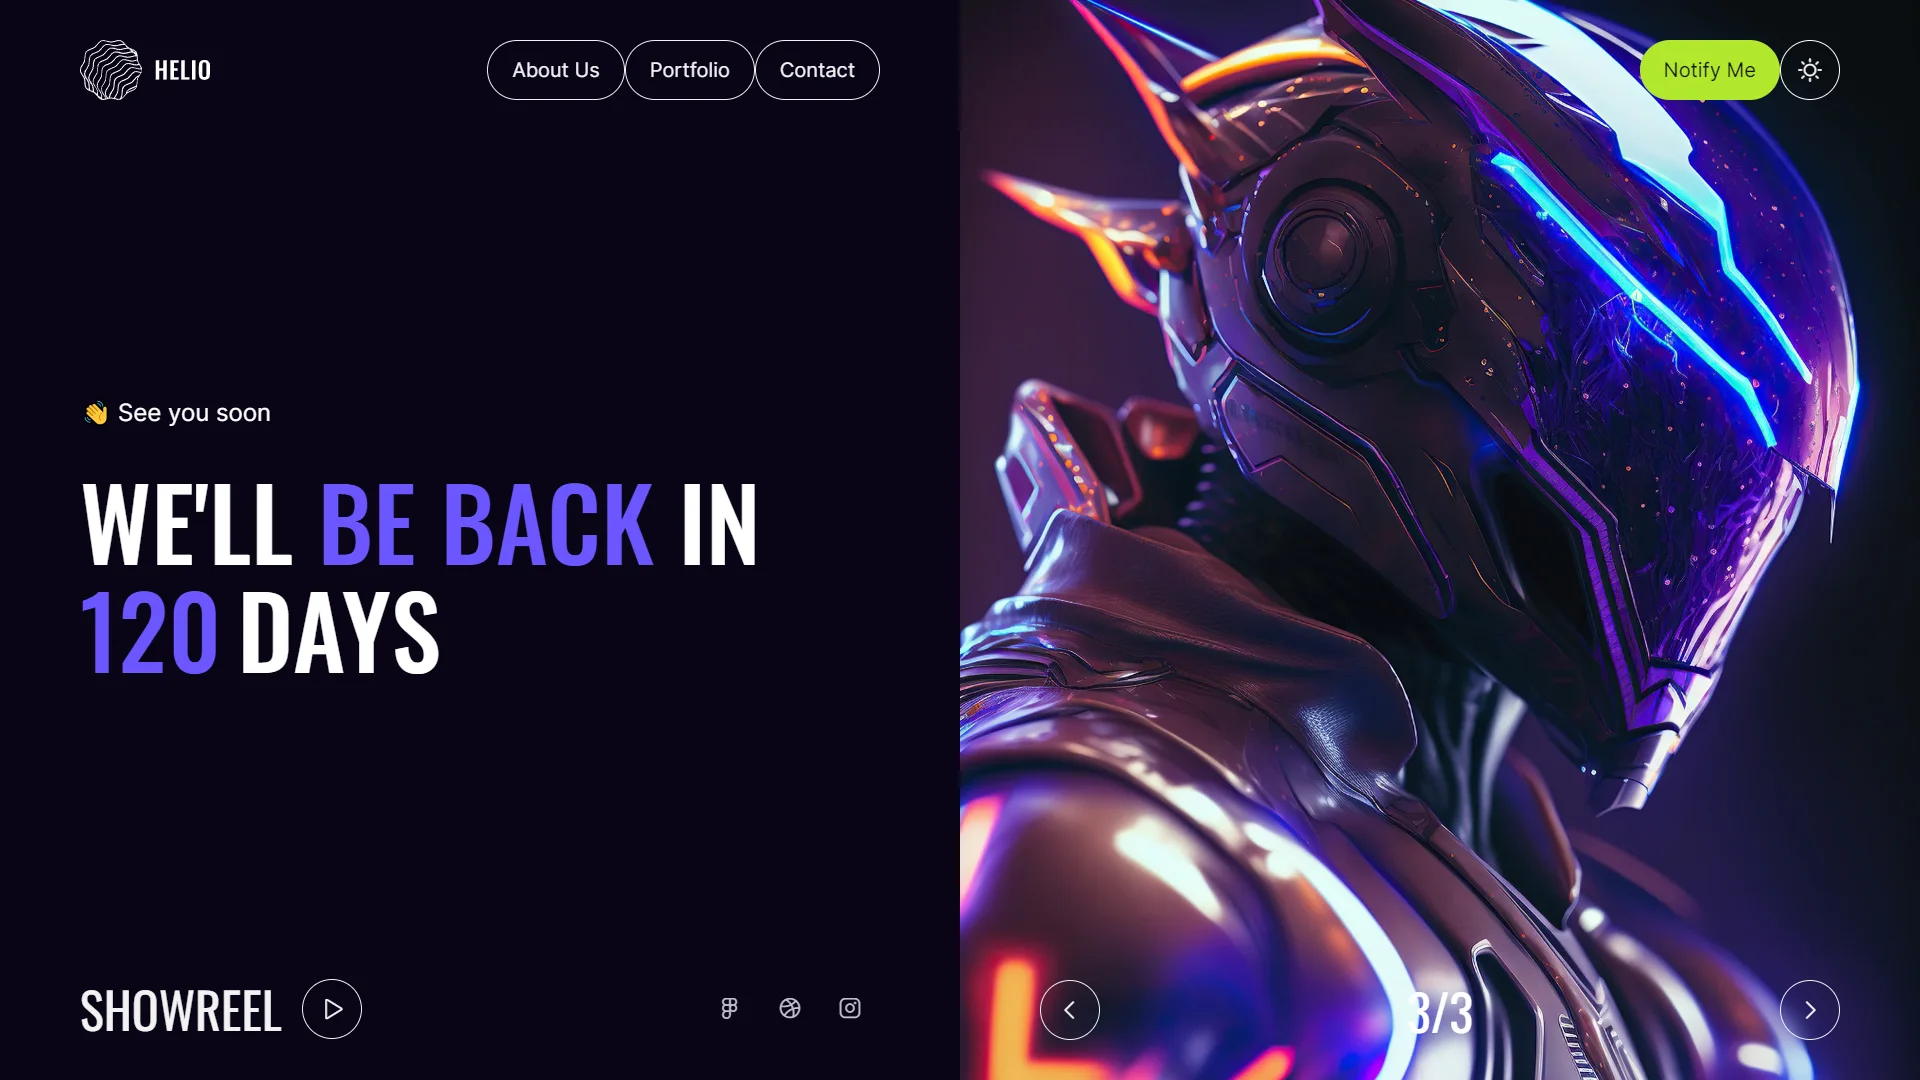 HELIO
About Us
Portfolio
Contact
Notify Me
👋 See you soon
WE'LL BE BACK IN
120 DAYS
SHOWREEL
3/3